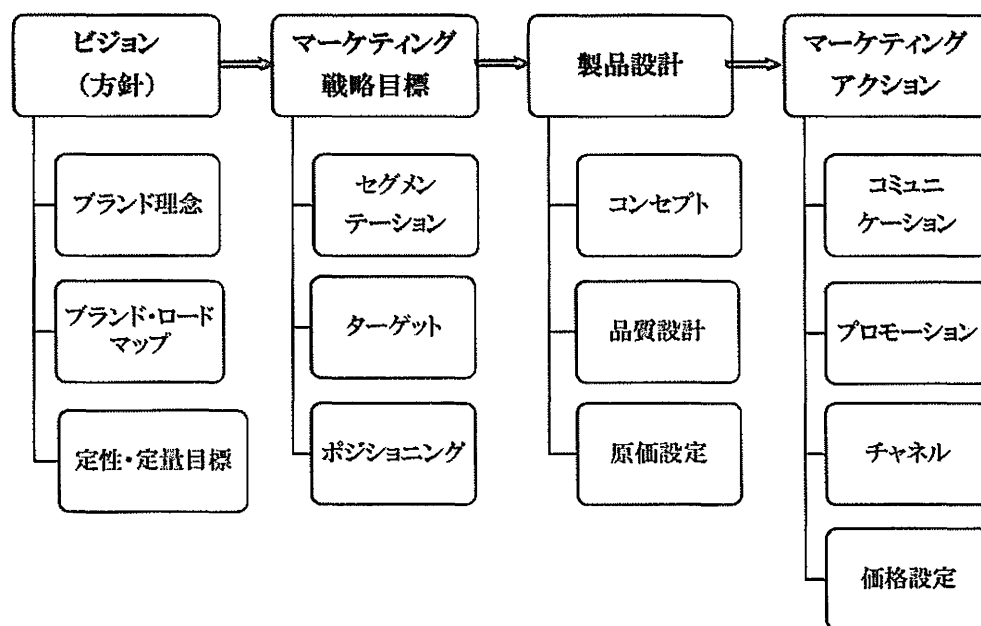 ビジョン
(方針)
マーケティング
戦略目標
製品設計
マーケティング
アクション
ブランド理念
ブランド・ロード
マップ
定性・定量目標
セグメン
テーション
ターゲット
ポジショニング
コンセプト
品質設計
原価設定
コミュニ
ケーション
プロモーション
チャネル
価格設定